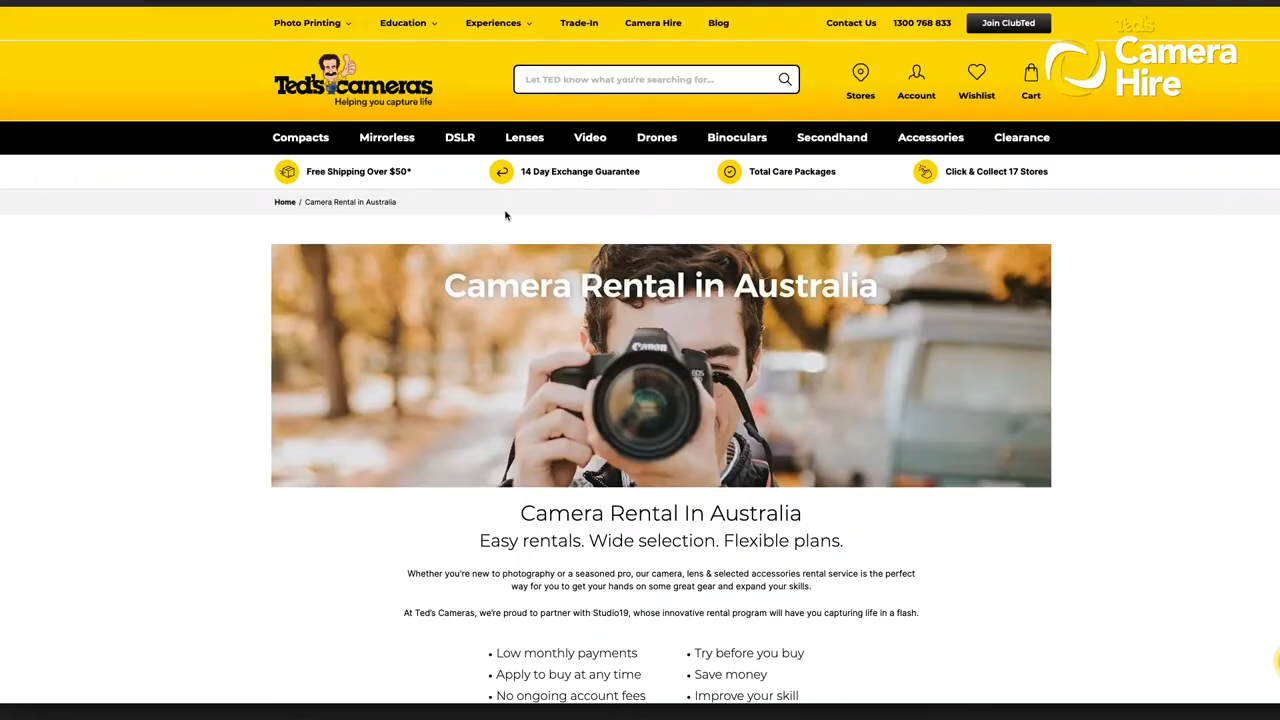 Photo Printing Education Experiences Trade-In Camera Hire Blog Contact Us 1300 768 833 Join ClubTed
Ted's
Camera
Hire
Ted's cameras
Helping you capture life
Let TED know what you're searching for...
Stores Account Wishlist Cart
Compacts Mirrorless DSLR Lenses Video Drones Binoculars Secondhand Accessories Clearance
Free Shipping Over $50* 14 Day Exchange Guarantee Total Care Packages Click & Collect 17 Stores
Home / Camera Rental in Australia
Camera Rental in Australia
Canon
EOS
Camera Rental In Australia
Easy rentals. Wide selection. Flexible plans.
Whether you're new to photography or a seasoned pro, our camera, lens & selected accessories rental service is the perfect
way for you to get your hands on some great gear and expand your skills.
At Ted's Cameras, we're proud to partner with Studio19, whose innovative rental program will have you capturing life in a flash.
• Low monthly payments
• Apply to buy at any time
• No ongoing account fees
• Try before you buy
• Save money
• Improve your skill